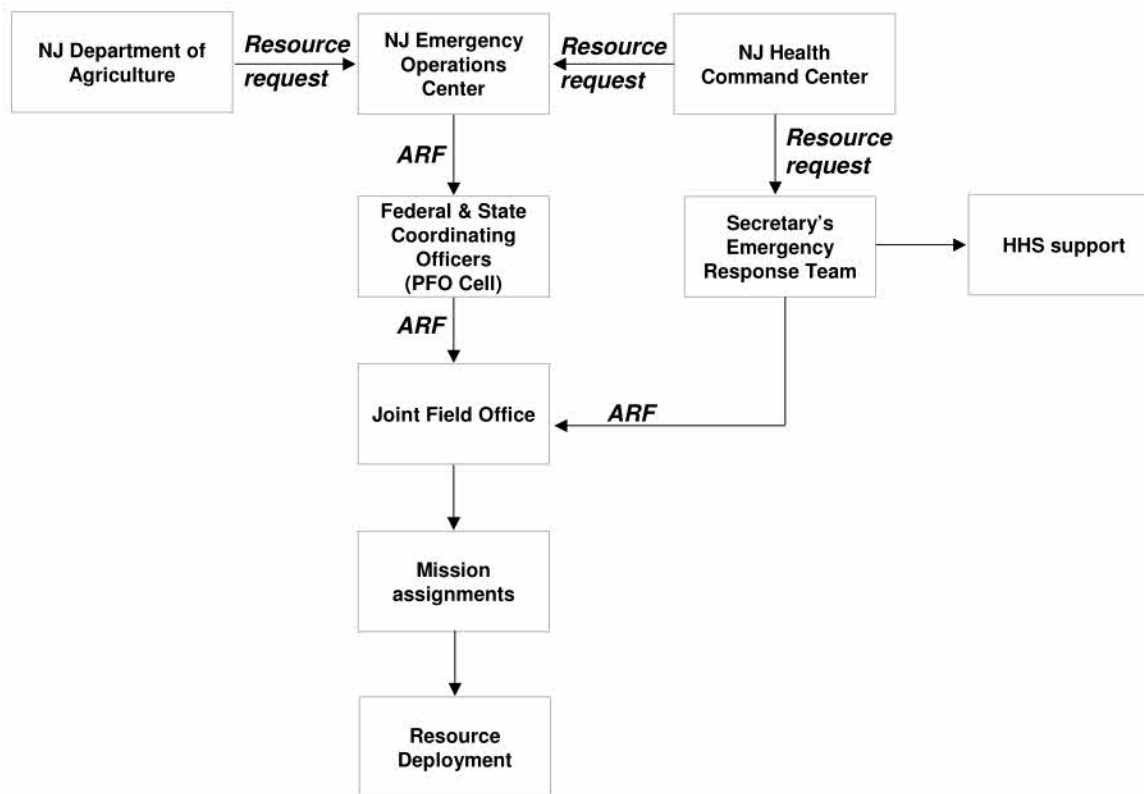 NJ Department of
Agriculture
Resource
request
NJ Emergency
Operations
Center
Resource
request
NJ Health
Command Center
ARF
Resource
request
Federal & State
Coordinating
Officers
(PFO Cell)
Secretary’s
Emergency
Response Team
HHS support
ARF
Joint Field Office
ARF
Mission
assignments
Resource
Deployment